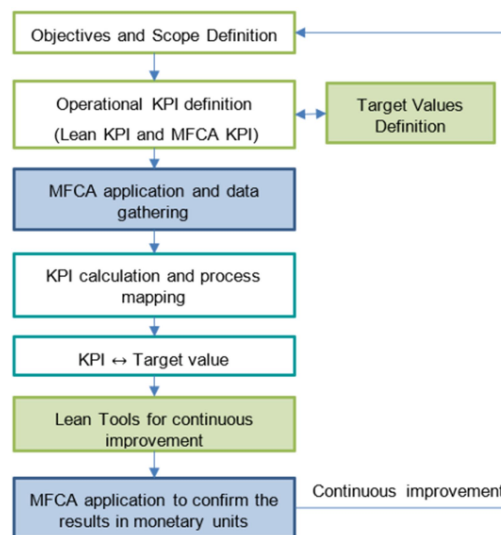 Objectives and Scope Definition
Operational KPI definition
(Lean KPI and MFCA KPI)
Target Values
Definition
MFCA application and data
gathering
KPI calculation and process
mapping
KPI ↔ Target value
Lean Tools for continuous
improvement
MFCA application to confirm the
results in monetary units
Continuous improvement